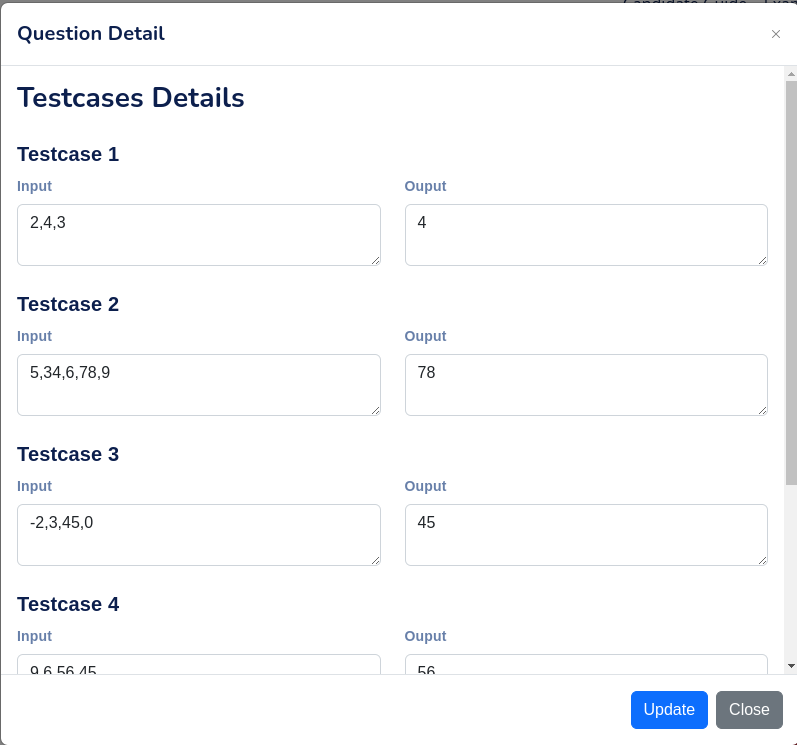 Candidate Guide
Question Detail
×
Testcases Details
Testcase 1
Input
Ouput
2,4,3
4
Testcase 2
Input
Ouput
5,34,6,78,9
78
Testcase 3
Input
Ouput
-2,3,45,0
45
Testcase 4
Input
Ouput
9,6,56,45
56
Update
Close